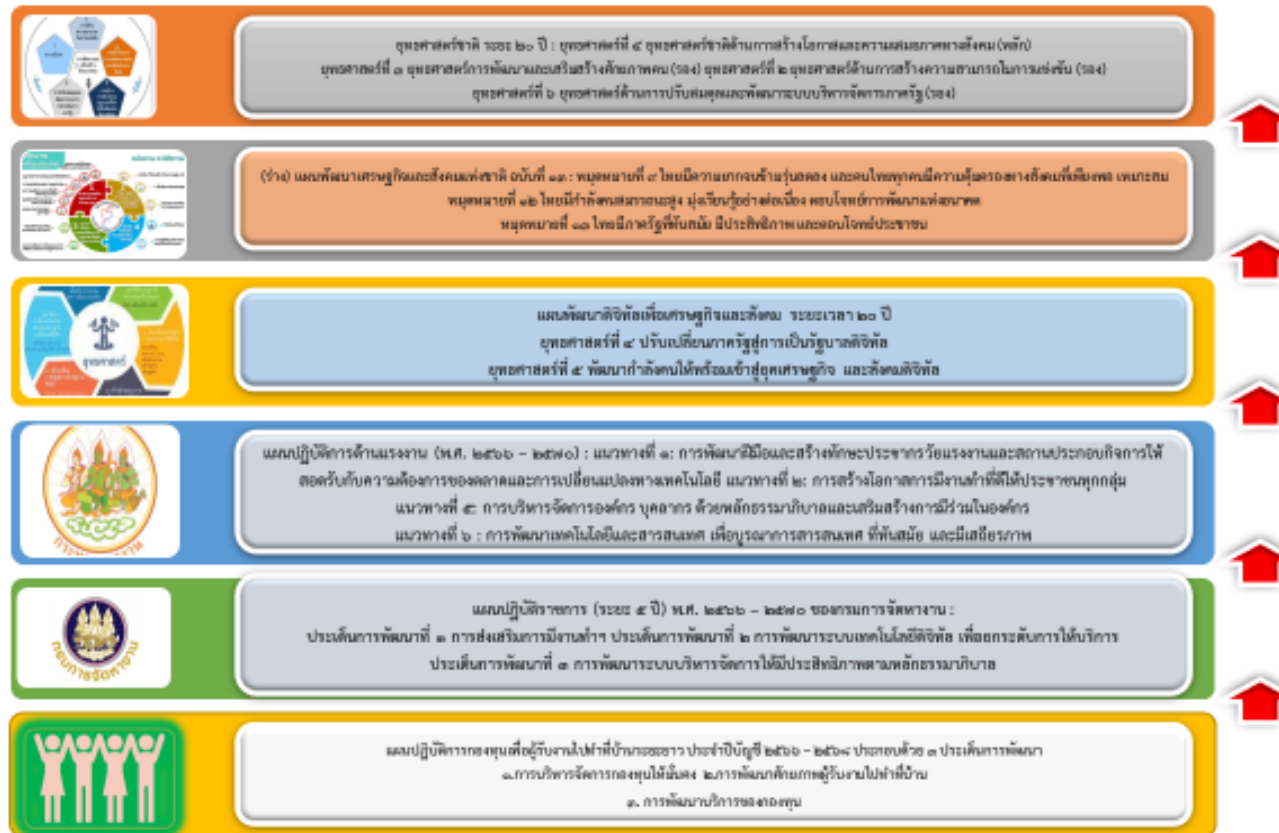 ยุทธศาสตร์ชาติ ระยะ ๒๐ ปี : ยุทธศาสตร์ที่ ๔ ยุทธศาสตร์ชาติด้านการสร้างโอกาสและความเสมอภาคทางสังคม (หลัก)
ยุทธศาสตร์ที่ ๓ ยุทธศาสตร์การพัฒนาและเสริมสร้างศักยภาพคน (รอง) ยุทธศาสตร์ที่ ๒ ยุทธศาสตร์ด้านการสร้างความสามารถในการแข่งขัน (รอง)
ยุทธศาสตร์ที่ ๖ ยุทธศาสตร์ด้านการปรับสมดุลและพัฒนาระบบบริหารจัดการภาครัฐ (รอง)
(ร่าง) แผนพัฒนาเศรษฐกิจและสังคมแห่งชาติ ฉบับที่ ๑๓ : หมุดหมายที่ ๙ ไทยมีความยากจนข้ามรุ่นลดลง และคนไทยทุกคนมีความคุ้มครองทางสังคมที่เพียงพอ เหมาะสม
หมุดหมายที่ ๑๒ ไทยมีกำลังคนสมรรถนะสูง มุ่งเรียนรู้อย่างต่อเนื่อง ตอบโจทย์การพัฒนาแห่งอนาคต
หมุดหมายที่ ๑๓ ไทยมีภาครัฐที่ทันสมัย มีประสิทธิภาพ และตอบโจทย์ประชาชน
ยุทธศาสตร์
แผนพัฒนาดิจิทัลเพื่อเศรษฐกิจและสังคม ระยะเวลา ๒๐ ปี
ยุทธศาสตร์ที่ ๔ ปรับเปลี่ยนภาครัฐสู่การเป็นรัฐบาลดิจิทัล
ยุทธศาสตร์ที่ ๕ พัฒนากำลังคนให้พร้อมเข้าสู่ยุคเศรษฐกิจ และสังคมดิจิทัล
แผนปฏิบัติการด้านแรงงาน (พ.ศ. ๒๕๖๖ - ๒๕๗๐) : แนวทางที่ ๑: การพัฒนาฝีมือและสร้างทักษะประชากรวัยแรงงานและสถานประกอบกิจการให้
สอดรับกับความต้องการของตลาดและการเปลี่ยนแปลงทางเทคโนโลยี แนวทางที่ ๒: การสร้างโอกาสการมีงานทำที่ดีให้ประชาชนทุกกลุ่ม
แนวทางที่ ๕: การบริหารจัดการองค์กร บุคลากร ด้วยหลักธรรมาภิบาลและเสริมสร้างการมีร่วมในองค์กร
แนวทางที่ ๖ : การพัฒนาเทคโนโลยีและสารสนเทศ เพื่อบูรณาการสารสนเทศ ที่ทันสมัย และมีเสถียรภาพ
กรมการจัดหางาน
แผนปฏิบัติราชการ (ระยะ ๕ ปี) พ.ศ. ๒๕๖๖ - ๒๕๗๐ ของกรมการจัดหางาน :
ประเด็นการพัฒนาที่ ๑ การส่งเสริมการมีงานทำฯ ประเด็นการพัฒนาที่ ๒ การพัฒนาระบบเทคโนโลยีดิจิทัล เพื่อยกระดับการให้บริการ
ประเด็นการพัฒนาที่ ๓ การพัฒนาระบบบริหารจัดการให้มีประสิทธิภาพตามหลักธรรมาภิบาล
แผนปฏิบัติการกองทุนเพื่อผู้รับงานไปทำที่บ้านระยะยาว ประจำปีบัญชี ๒๕๖๖ - ๒๕๖๘ ประกอบด้วย ๓ ประเด็นการพัฒนา
๑.การบริหารจัดการกองทุนให้มั่นคง ๒.การพัฒนาศักยภาพผู้รับงานไปทำที่บ้าน
๓. การพัฒนาบริการของกองทุน